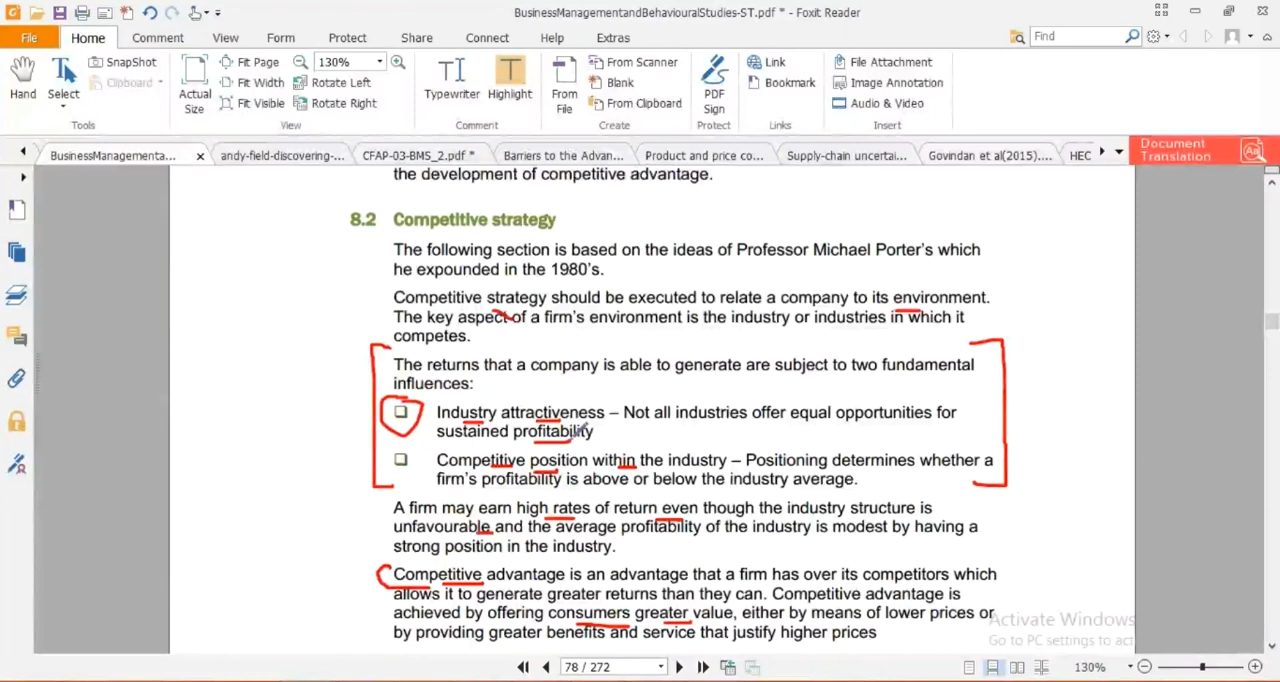 BusinessManagementandBehaviouralStudies-ST.pdf * - Foxit Reader
File Home Comment View Form Protect Share Connect Help Extras Find
Hand Select SnapShot Clipboard Actual Size Fit Page Fit Width Fit Visible 130% Rotate Left Rotate Right Typewriter Highlight From File From Scanner Blank From Clipboard PDF Sign Link Bookmark File Attachment Image Annotation Audio & Video
Tools View Comment Create Protect Links Insert
BusinessManagementa... x andy-field-discovering-... CFAP-03-BMS_2.pdf * Barriers to the Advan... Product and price co... Supply-chain uncertai... Govindan et al(2015).... HEC Document Translation
the development of competitive advantage.
8.2 Competitive strategy
The following section is based on the ideas of Professor Michael Porter's which
he expounded in the 1980's.
Competitive strategy should be executed to relate a company to its environment.
The key aspect of a firm's environment is the industry or industries in which it
competes.
The returns that a company is able to generate are subject to two fundamental
influences:
Industry attractiveness – Not all industries offer equal opportunities for
sustained profitability
Competitive position within the industry – Positioning determines whether a
firm's profitability is above or below the industry average.
A firm may earn high rates of return even though the industry structure is
unfavourable and the average profitability of the industry is modest by having a
strong position in the industry.
Competitive advantage is an advantage that a firm has over its competitors which
allows it to generate greater returns than they can. Competitive advantage is
achieved by offering consumers greater value, either by means of lower prices or
by providing greater benefits and service that justify higher prices
Activate Windows
Go to PC settings to act
78 / 272 130%